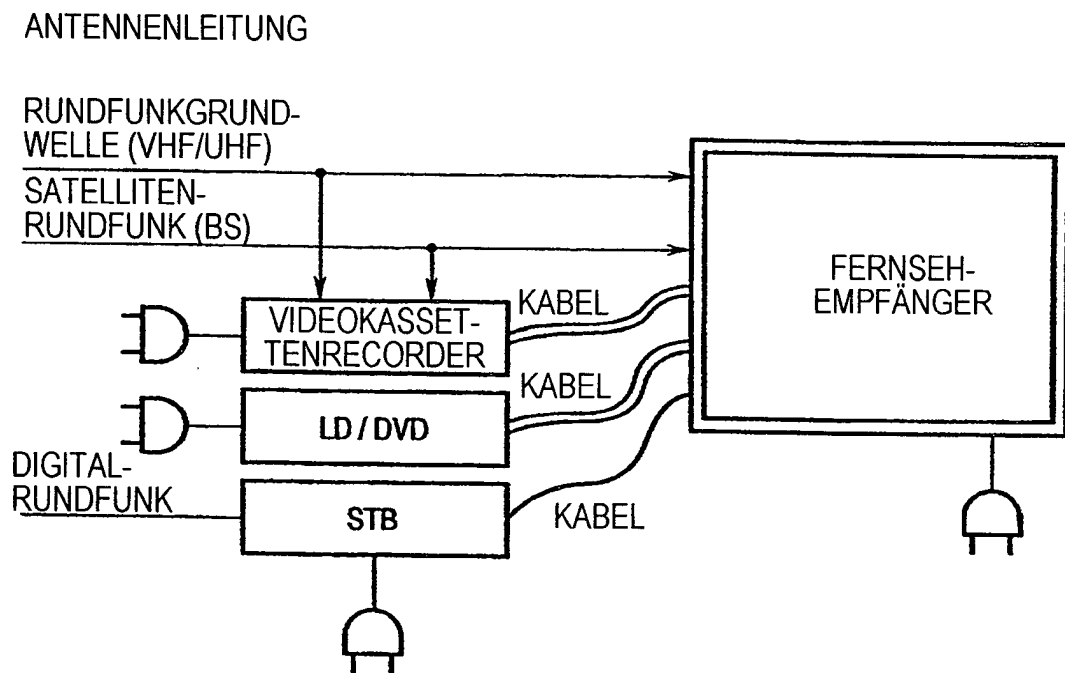 ANTENNENLEITUNG
RUNDFUNKGRUND-
WELLE (VHF/UHF)
SATELLITEN-
RUNDFUNK (BS)
FERNSEH-
EMPFÄNGER
KABEL
VIDEOKASSET-
TENRECORDER
KABEL
LD / DVD
DIGITAL-
RUNDFUNK
STB
KABEL